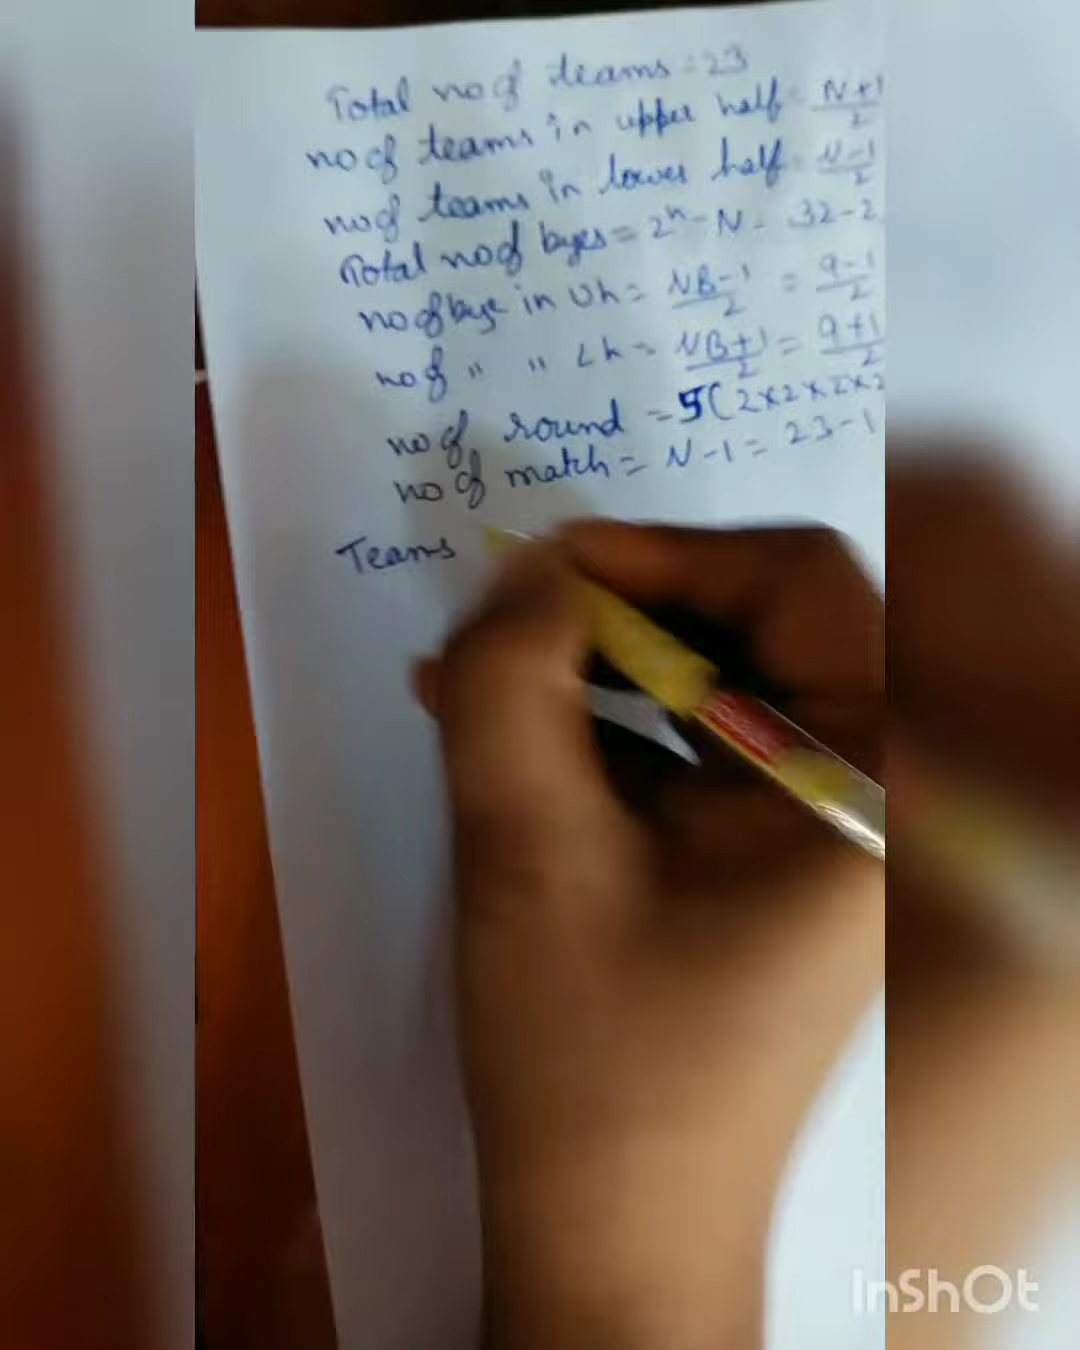 Total no of teams = 23
no of teams in upper half = N+1/2
no of teams in lower half = N-1/2
Total no of byes = 2ⁿ - N = 32-2
no of bye in Uh = NB-1/2 = 9-1/2
no of " " Lh = NB+1/2 = 9+1/2
no of round = 5(2×2×2×2
no of match = N-1 = 23-1
Teams
InShOt